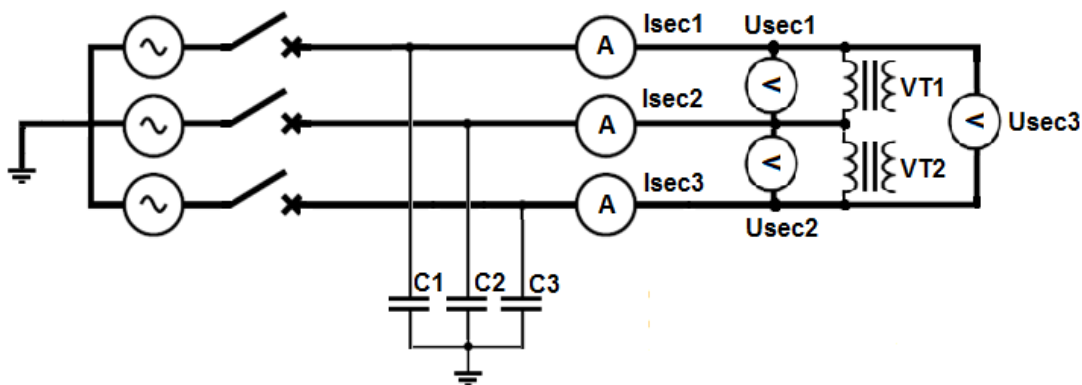 Isec1
Usec1
A
V
VT1
Isec2
A
V
Usec3
V
VT2
Isec3
A
Usec2
C1
C2
C3